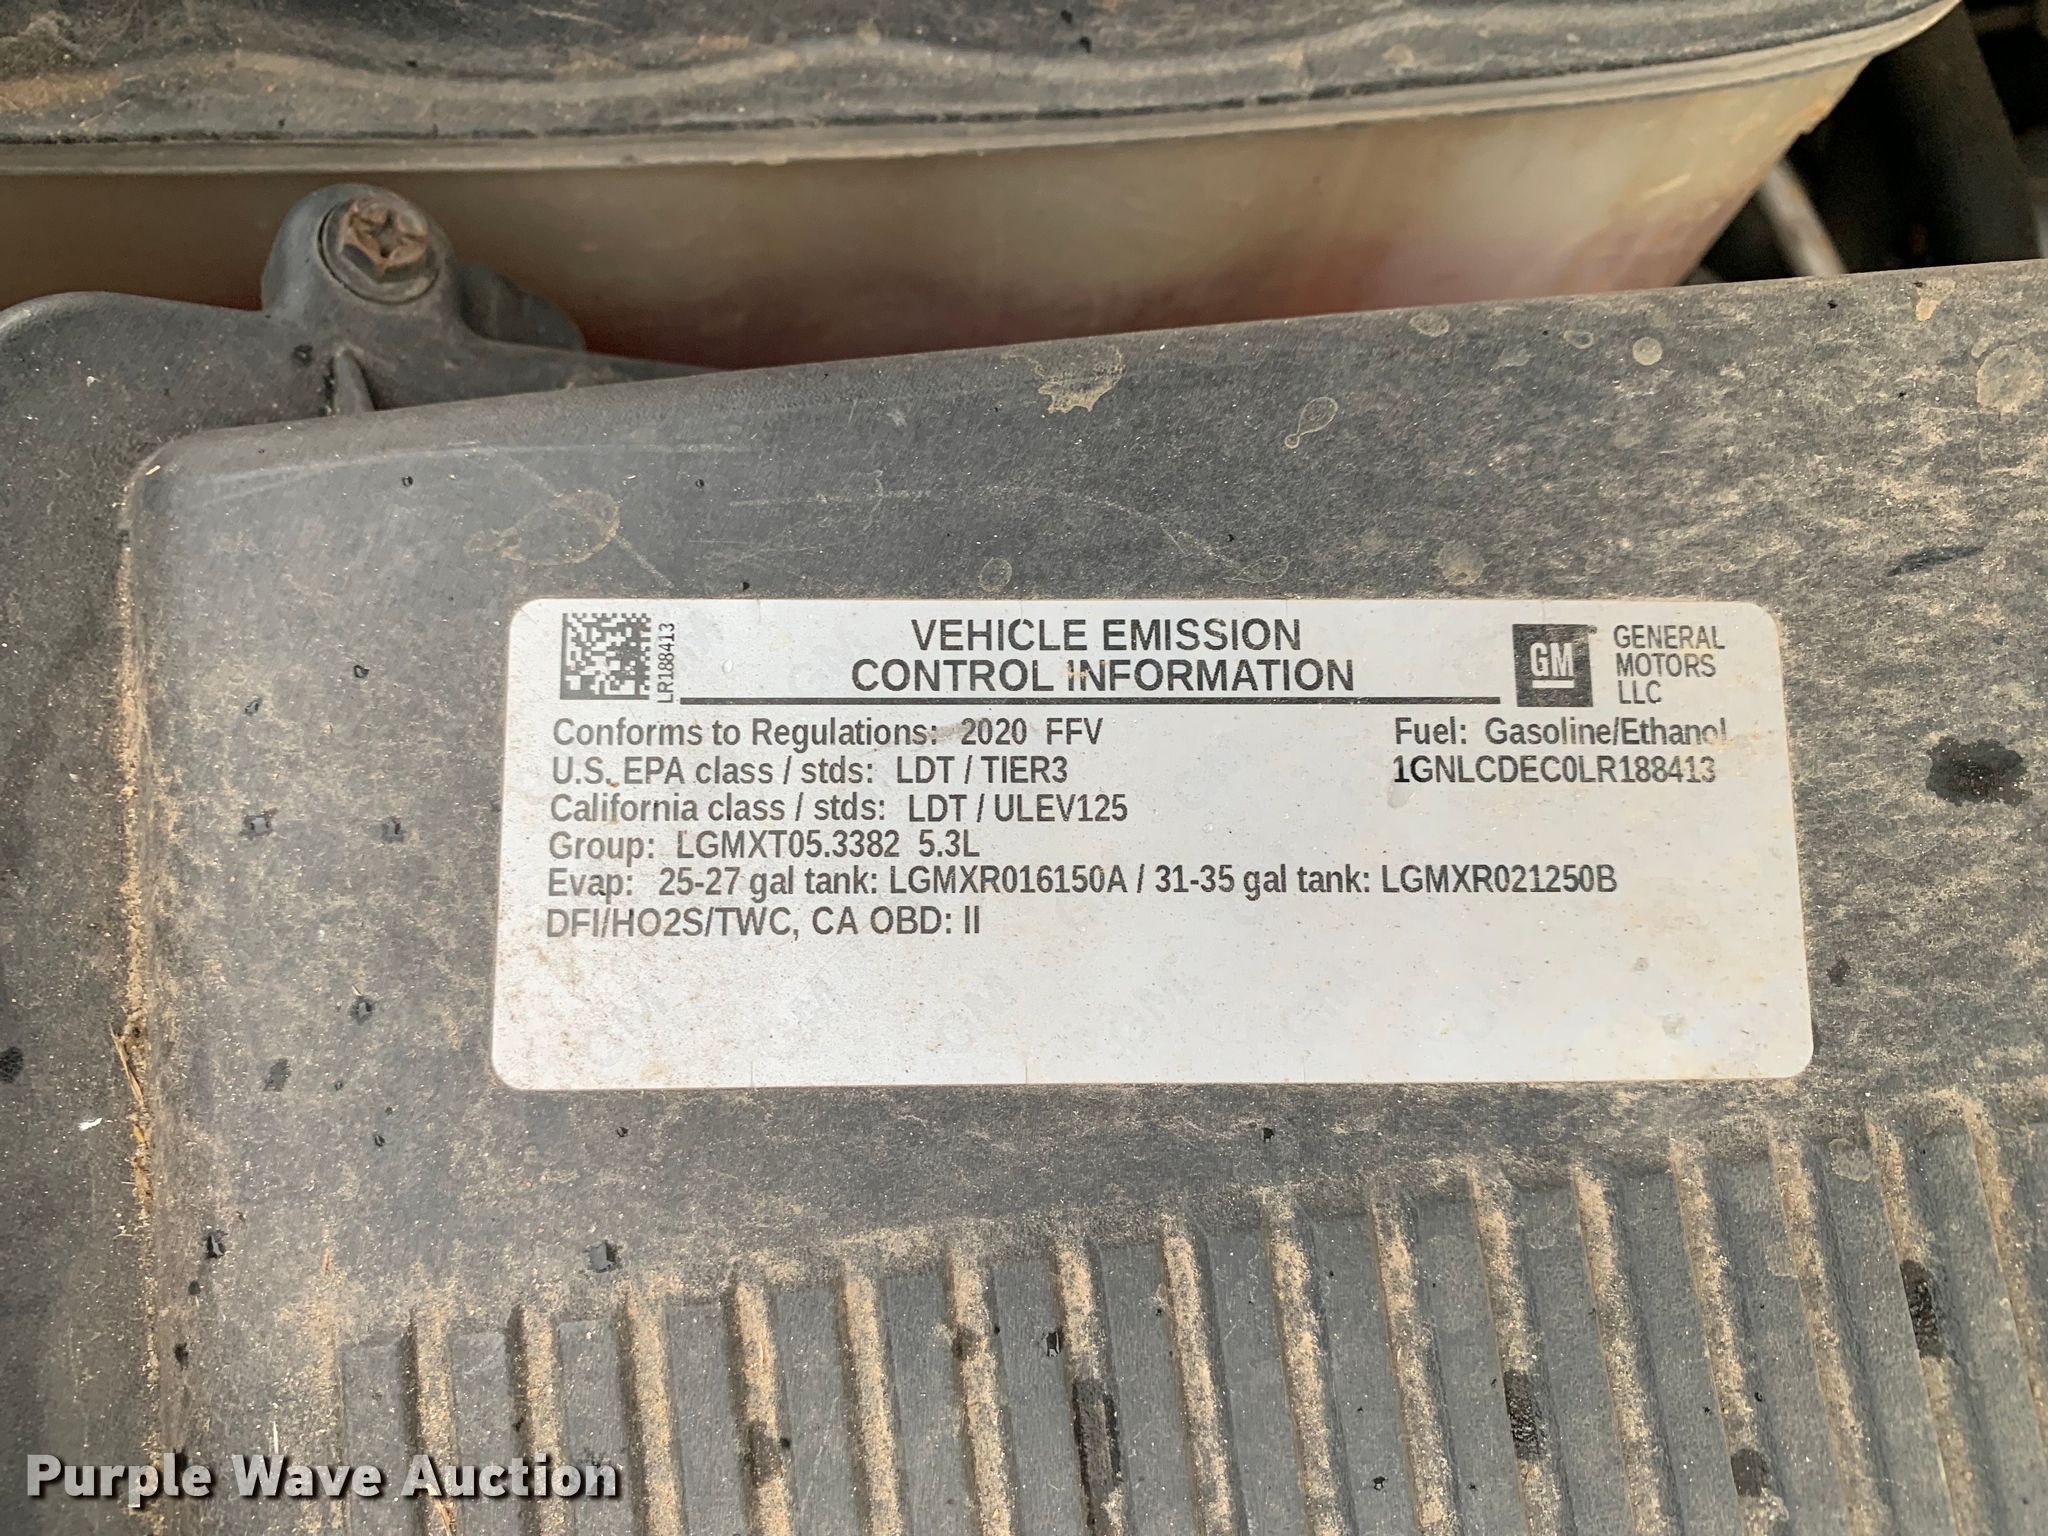 LR188413
VEHICLE EMISSION
CONTROL INFORMATION
GM
GENERAL
MOTORS
LLC
Conforms to Regulations: 2020 FFV
Fuel: Gasoline/Ethanol
U.S. EPA class / stds: LDT / TIER3
1GNLCDEC0LR188413
California class / stds: LDT / ULEV125
Group: LGMXT05.3382 5.3L
Evap: 25-27 gal tank: LGMXR016150A / 31-35 gal tank: LGMXR021250B
DFI/HO2S/TWC, CA OBD: II
Purple Wave Auction